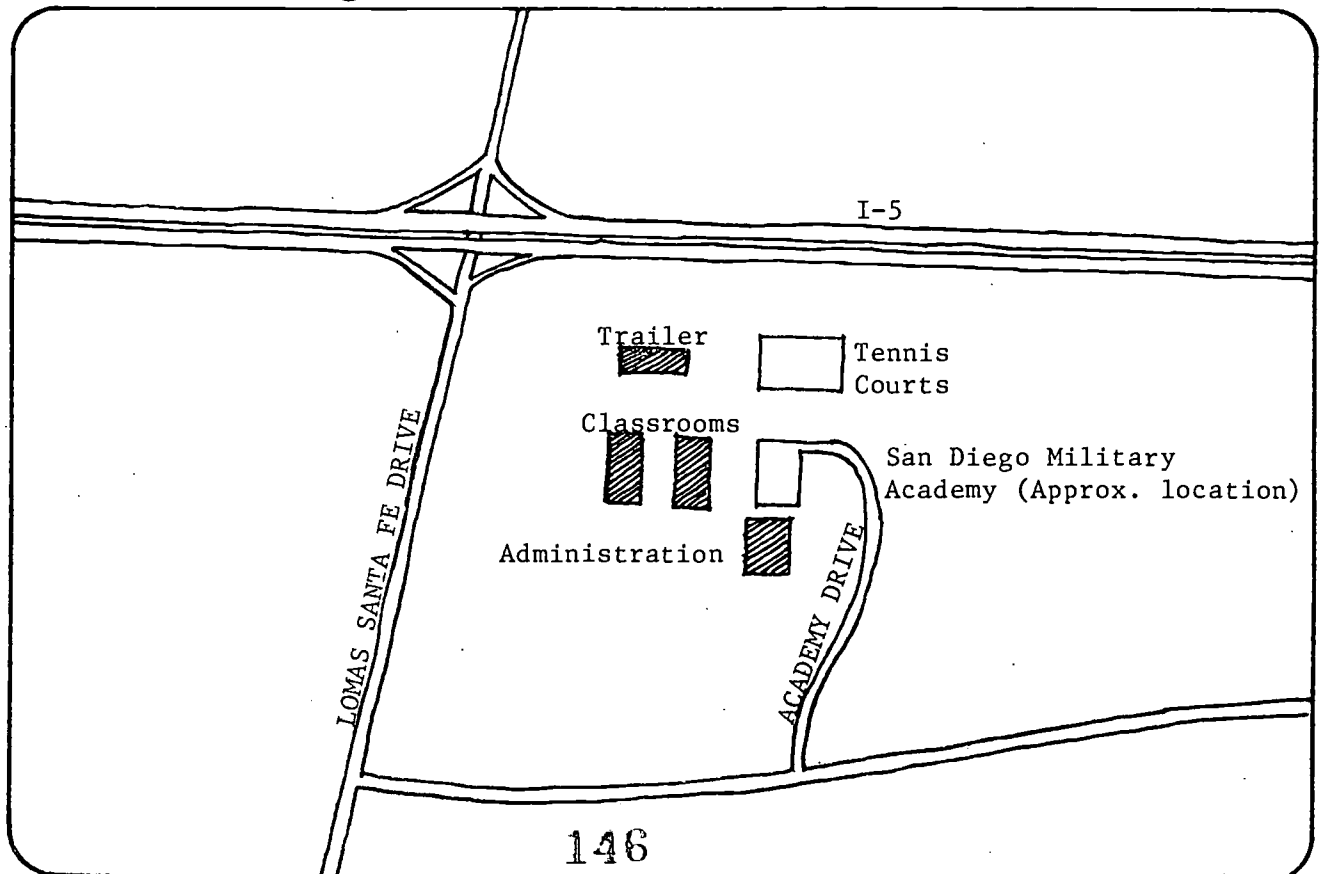 I-5
Trailer
Tennis
Courts
Classrooms
San Diego Military
Academy (Approx. location)
LOMAS SANTA FE DRIVE
Administration
ACADEMY DRIVE
146